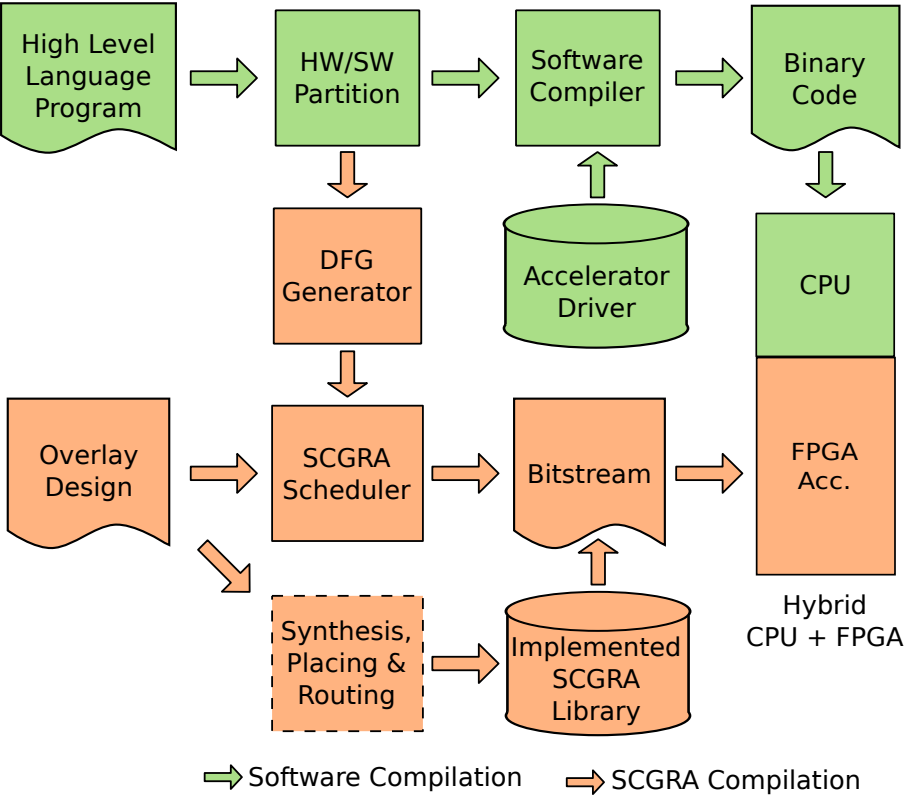 High Level
Language
Program
HW/SW
Partition
Software
Compiler
Binary
Code
DFG
Generator
Accelerator
Driver
CPU
Overlay
Design
SCGRA
Scheduler
Bitstream
FPGA
Acc.
Synthesis,
Placing &
Routing
Implemented
SCGRA
Library
Hybrid
CPU + FPGA
Software Compilation
SCGRA Compilation